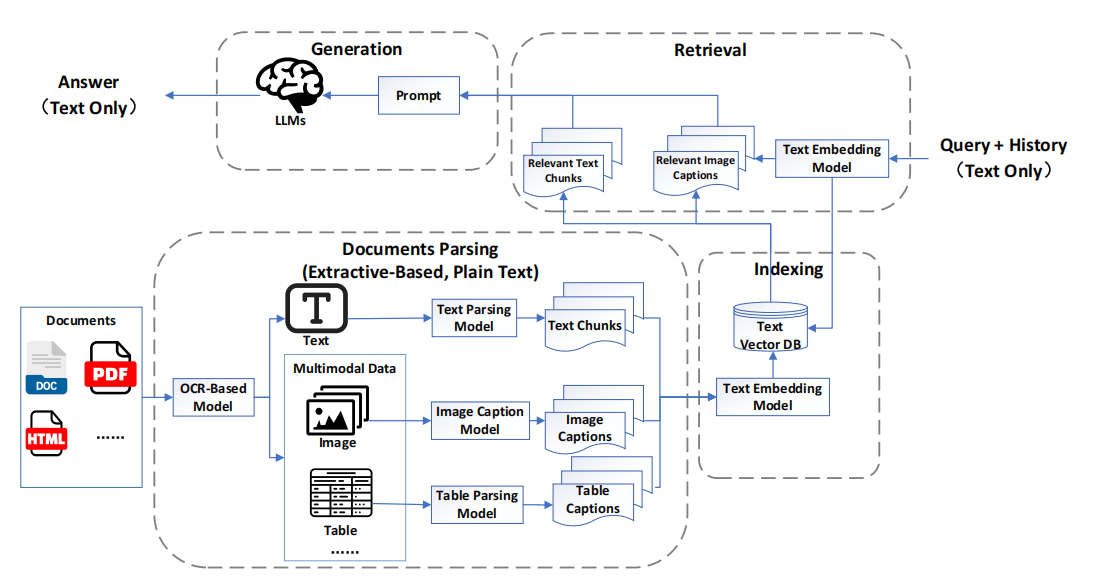 Generation
Retrieval
Answer
(Text Only)
LLMs
Prompt
Relevant Text
Chunks
Relevant Image
Captions
Text Embedding
Model
Query + History
(Text Only)
Documents Parsing
(Extractive-Based, Plain Text)
Indexing
Documents
DOC
PDF
HTML
......
OCR-Based
Model
T
Text
Text Parsing
Model
Text Chunks
Multimodal Data
Image
Image Caption
Model
Image
Captions
Table
Table Parsing
Model
Table
Captions
......
Text
Vector DB
Text Embedding
Model